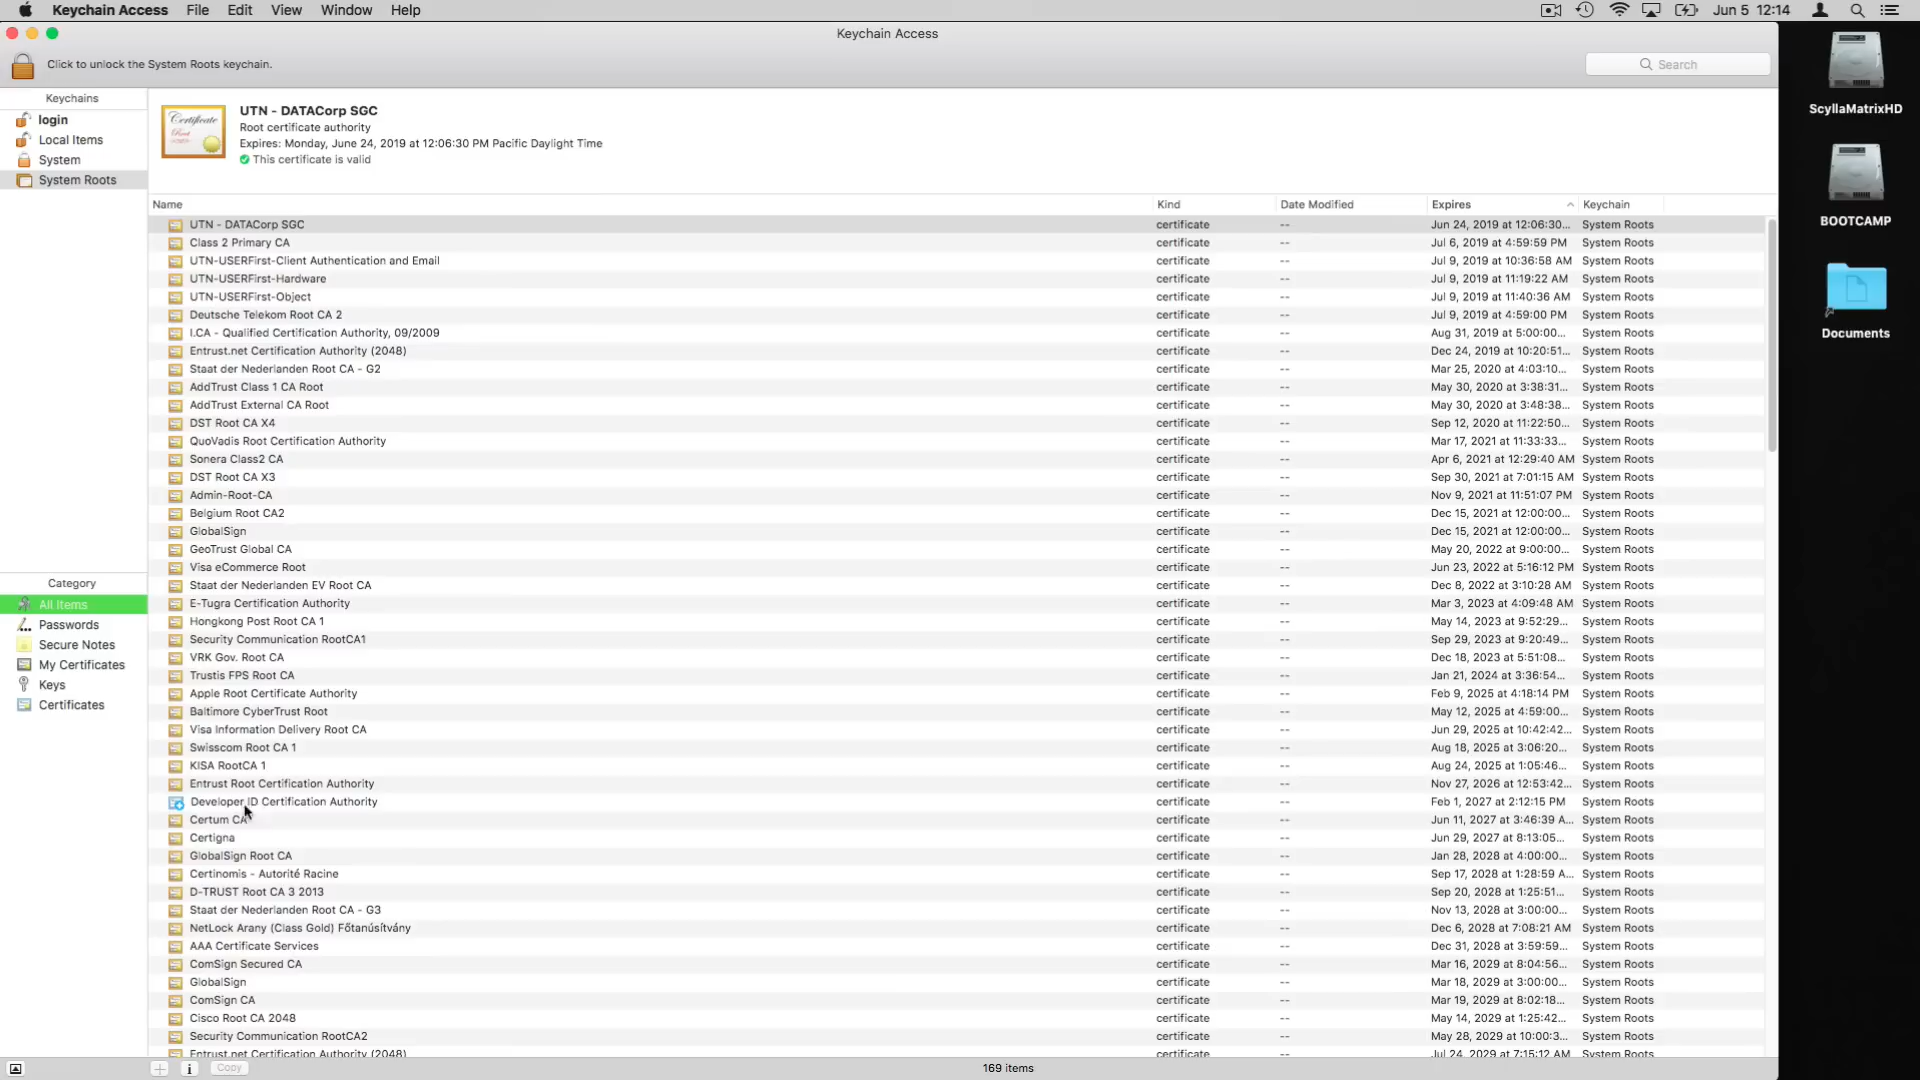 Keychain Access File Edit View Window Help Jun 5 12:14
Keychain Access
Click to unlock the System Roots keychain.
Search
Keychains
login
Local Items
System
System Roots
Certificate
Root
UTN - DATACorp SGC
Root certificate authority
Expires: Monday, June 24, 2019 at 12:06:30 PM Pacific Daylight Time
This certificate is valid
Name Kind Date Modified Expires Keychain
UTN - DATACorp SGC certificate -- Jun 24, 2019 at 12:06:30... System Roots
Class 2 Primary CA certificate -- Jul 6, 2019 at 4:59:59 PM System Roots
UTN-USERFirst-Client Authentication and Email certificate -- Jul 9, 2019 at 10:36:58 AM System Roots
UTN-USERFirst-Hardware certificate -- Jul 9, 2019 at 11:19:22 AM System Roots
UTN-USERFirst-Object certificate -- Jul 9, 2019 at 11:40:36 AM System Roots
Deutsche Telekom Root CA 2 certificate -- Jul 9, 2019 at 4:59:00 PM System Roots
I.CA - Qualified Certification Authority, 09/2009 certificate -- Aug 31, 2019 at 5:00:00... System Roots
Entrust.net Certification Authority (2048) certificate -- Dec 24, 2019 at 10:20:51... System Roots
Staat der Nederlanden Root CA - G2 certificate -- Mar 25, 2020 at 4:03:10... System Roots
AddTrust Class 1 CA Root certificate -- May 30, 2020 at 3:38:31... System Roots
AddTrust External CA Root certificate -- May 30, 2020 at 3:48:38... System Roots
DST Root CA X4 certificate -- Sep 12, 2020 at 11:22:50... System Roots
QuoVadis Root Certification Authority certificate -- Mar 17, 2021 at 11:33:33... System Roots
Sonera Class2 CA certificate -- Apr 6, 2021 at 12:29:40 AM System Roots
DST Root CA X3 certificate -- Sep 30, 2021 at 7:01:15 AM System Roots
Admin-Root-CA certificate -- Nov 9, 2021 at 11:51:07 PM System Roots
Belgium Root CA2 certificate -- Dec 15, 2021 at 12:00:00... System Roots
GlobalSign certificate -- Dec 15, 2021 at 12:00:00... System Roots
GeoTrust Global CA certificate -- May 20, 2022 at 9:00:00... System Roots
Visa eCommerce Root certificate -- Jun 23, 2022 at 5:16:12 PM System Roots
Staat der Nederlanden EV Root CA certificate -- Dec 8, 2022 at 3:10:28 AM System Roots
E-Tugra Certification Authority certificate -- Mar 3, 2023 at 4:09:48 AM System Roots
Hongkong Post Root CA 1 certificate -- May 14, 2023 at 9:52:29... System Roots
Security Communication RootCA1 certificate -- Sep 29, 2023 at 9:20:49... System Roots
VRK Gov. Root CA certificate -- Dec 18, 2023 at 5:51:08... System Roots
Trustis FPS Root CA certificate -- Jan 21, 2024 at 3:36:54... System Roots
Apple Root Certificate Authority certificate -- Feb 9, 2025 at 4:18:14 PM System Roots
Baltimore CyberTrust Root certificate -- May 12, 2025 at 4:59:00... System Roots
Visa Information Delivery Root CA certificate -- Jun 29, 2025 at 10:42:42... System Roots
Swisscom Root CA 1 certificate -- Aug 18, 2025 at 3:06:20... System Roots
KISA RootCA 1 certificate -- Aug 24, 2025 at 1:05:46... System Roots
Entrust Root Certification Authority certificate -- Nov 27, 2026 at 12:53:42... System Roots
Developer ID Certification Authority certificate -- Feb 1, 2027 at 2:12:15 PM System Roots
Certum CA certificate -- Jun 11, 2027 at 3:46:39 A... System Roots
Certigna certificate -- Jun 29, 2027 at 8:13:05... System Roots
GlobalSign Root CA certificate -- Jan 28, 2028 at 4:00:00... System Roots
Certinomis - Autorité Racine certificate -- Sep 17, 2028 at 1:28:59 A... System Roots
D-TRUST Root CA 3 2013 certificate -- Sep 20, 2028 at 1:25:51... System Roots
Staat der Nederlanden Root CA - G3 certificate -- Nov 13, 2028 at 3:00:00... System Roots
NetLock Arany (Class Gold) Főtanúsítvány certificate -- Dec 6, 2028 at 7:08:21 AM System Roots
AAA Certificate Services certificate -- Dec 31, 2028 at 3:59:59... System Roots
ComSign Secured CA certificate -- Mar 16, 2029 at 8:04:56... System Roots
GlobalSign certificate -- Mar 18, 2029 at 3:00:00... System Roots
ComSign CA certificate -- Mar 19, 2029 at 8:02:18... System Roots
Cisco Root CA 2048 certificate -- May 14, 2029 at 1:25:42... System Roots
Security Communication RootCA2 certificate -- May 28, 2029 at 10:00:3... System Roots
Entrust.net Certification Authority (2048) certificate -- Jul 24, 2029 at 7:15:12 AM System Roots
Category
All Items
Passwords
Secure Notes
My Certificates
Keys
Certificates
Copy
169 items
ScyllaMatrixHD
BOOTCAMP
Documents